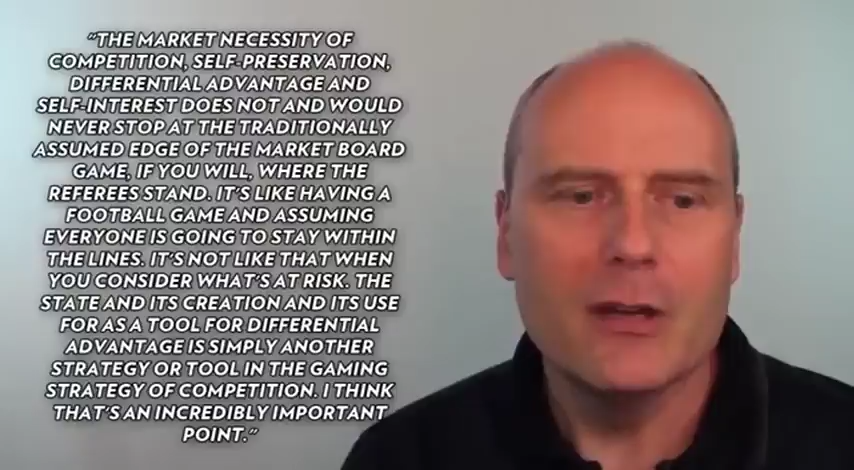 "THE MARKET NECESSITY OF
COMPETITION, SELF-PRESERVATION,
DIFFERENTIAL ADVANTAGE AND
SELF-INTEREST DOES NOT AND WOULD
NEVER STOP AT THE TRADITIONALLY
ASSUMED EDGE OF THE MARKET BOARD
GAME, IF YOU WILL, WHERE THE
REFEREES STAND. IT'S LIKE HAVING A
FOOTBALL GAME AND ASSUMING
EVERYONE IS GOING TO STAY WITHIN
THE LINES. IT'S NOT LIKE THAT WHEN
YOU CONSIDER WHAT'S AT RISK. THE
STATE AND ITS CREATION AND ITS USE
FOR AS A TOOL FOR DIFFERENTIAL
ADVANTAGE IS SIMPLY ANOTHER
STRATEGY OR TOOL IN THE GAMING
STRATEGY OF COMPETITION. I THINK
THAT'S AN INCREDIBLY IMPORTANT
POINT."